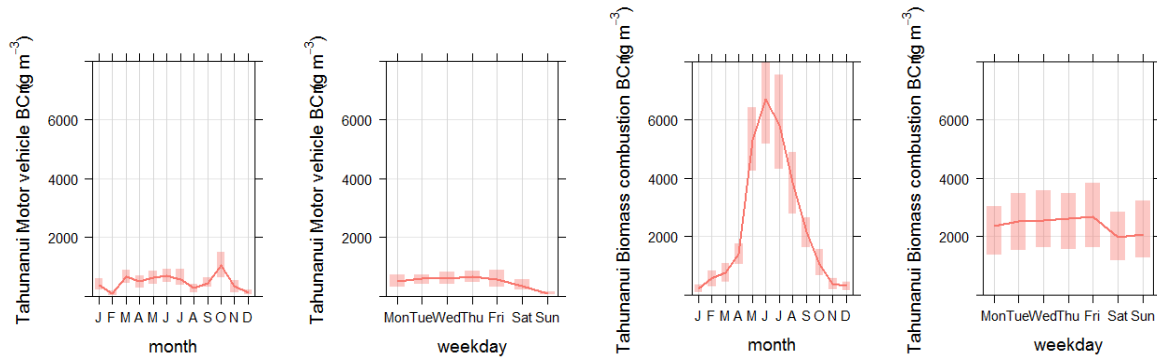 Tahunanui Motor vehicle BC (ng m⁻³)
6000
4000
2000
J F M A M J J A S O N D
month
Tahunanui Motor vehicle BC (ng m⁻³)
6000
4000
2000
Mon Tue Wed Thu Fri Sat Sun
weekday
Tahunanui Biomass combustion BC (ng m⁻³)
6000
4000
2000
J F M A M J J A S O N D
month
Tahunanui Biomass combustion BC (ng m⁻³)
6000
4000
2000
Mon Tue Wed Thu Fri Sat Sun
weekday